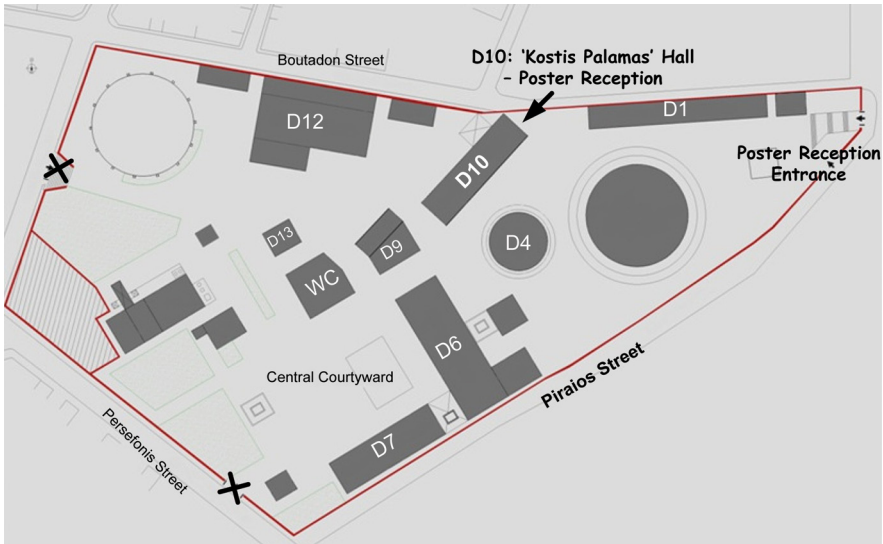 Boutadon Street
D10: ‘Kostis Palamas’ Hall
– Poster Reception
D12
D1
D10
Poster Reception
Entrance
D13
D9
D4
WC
D6
Central Courtyward
Piraios Street
D7
Persefonis Street